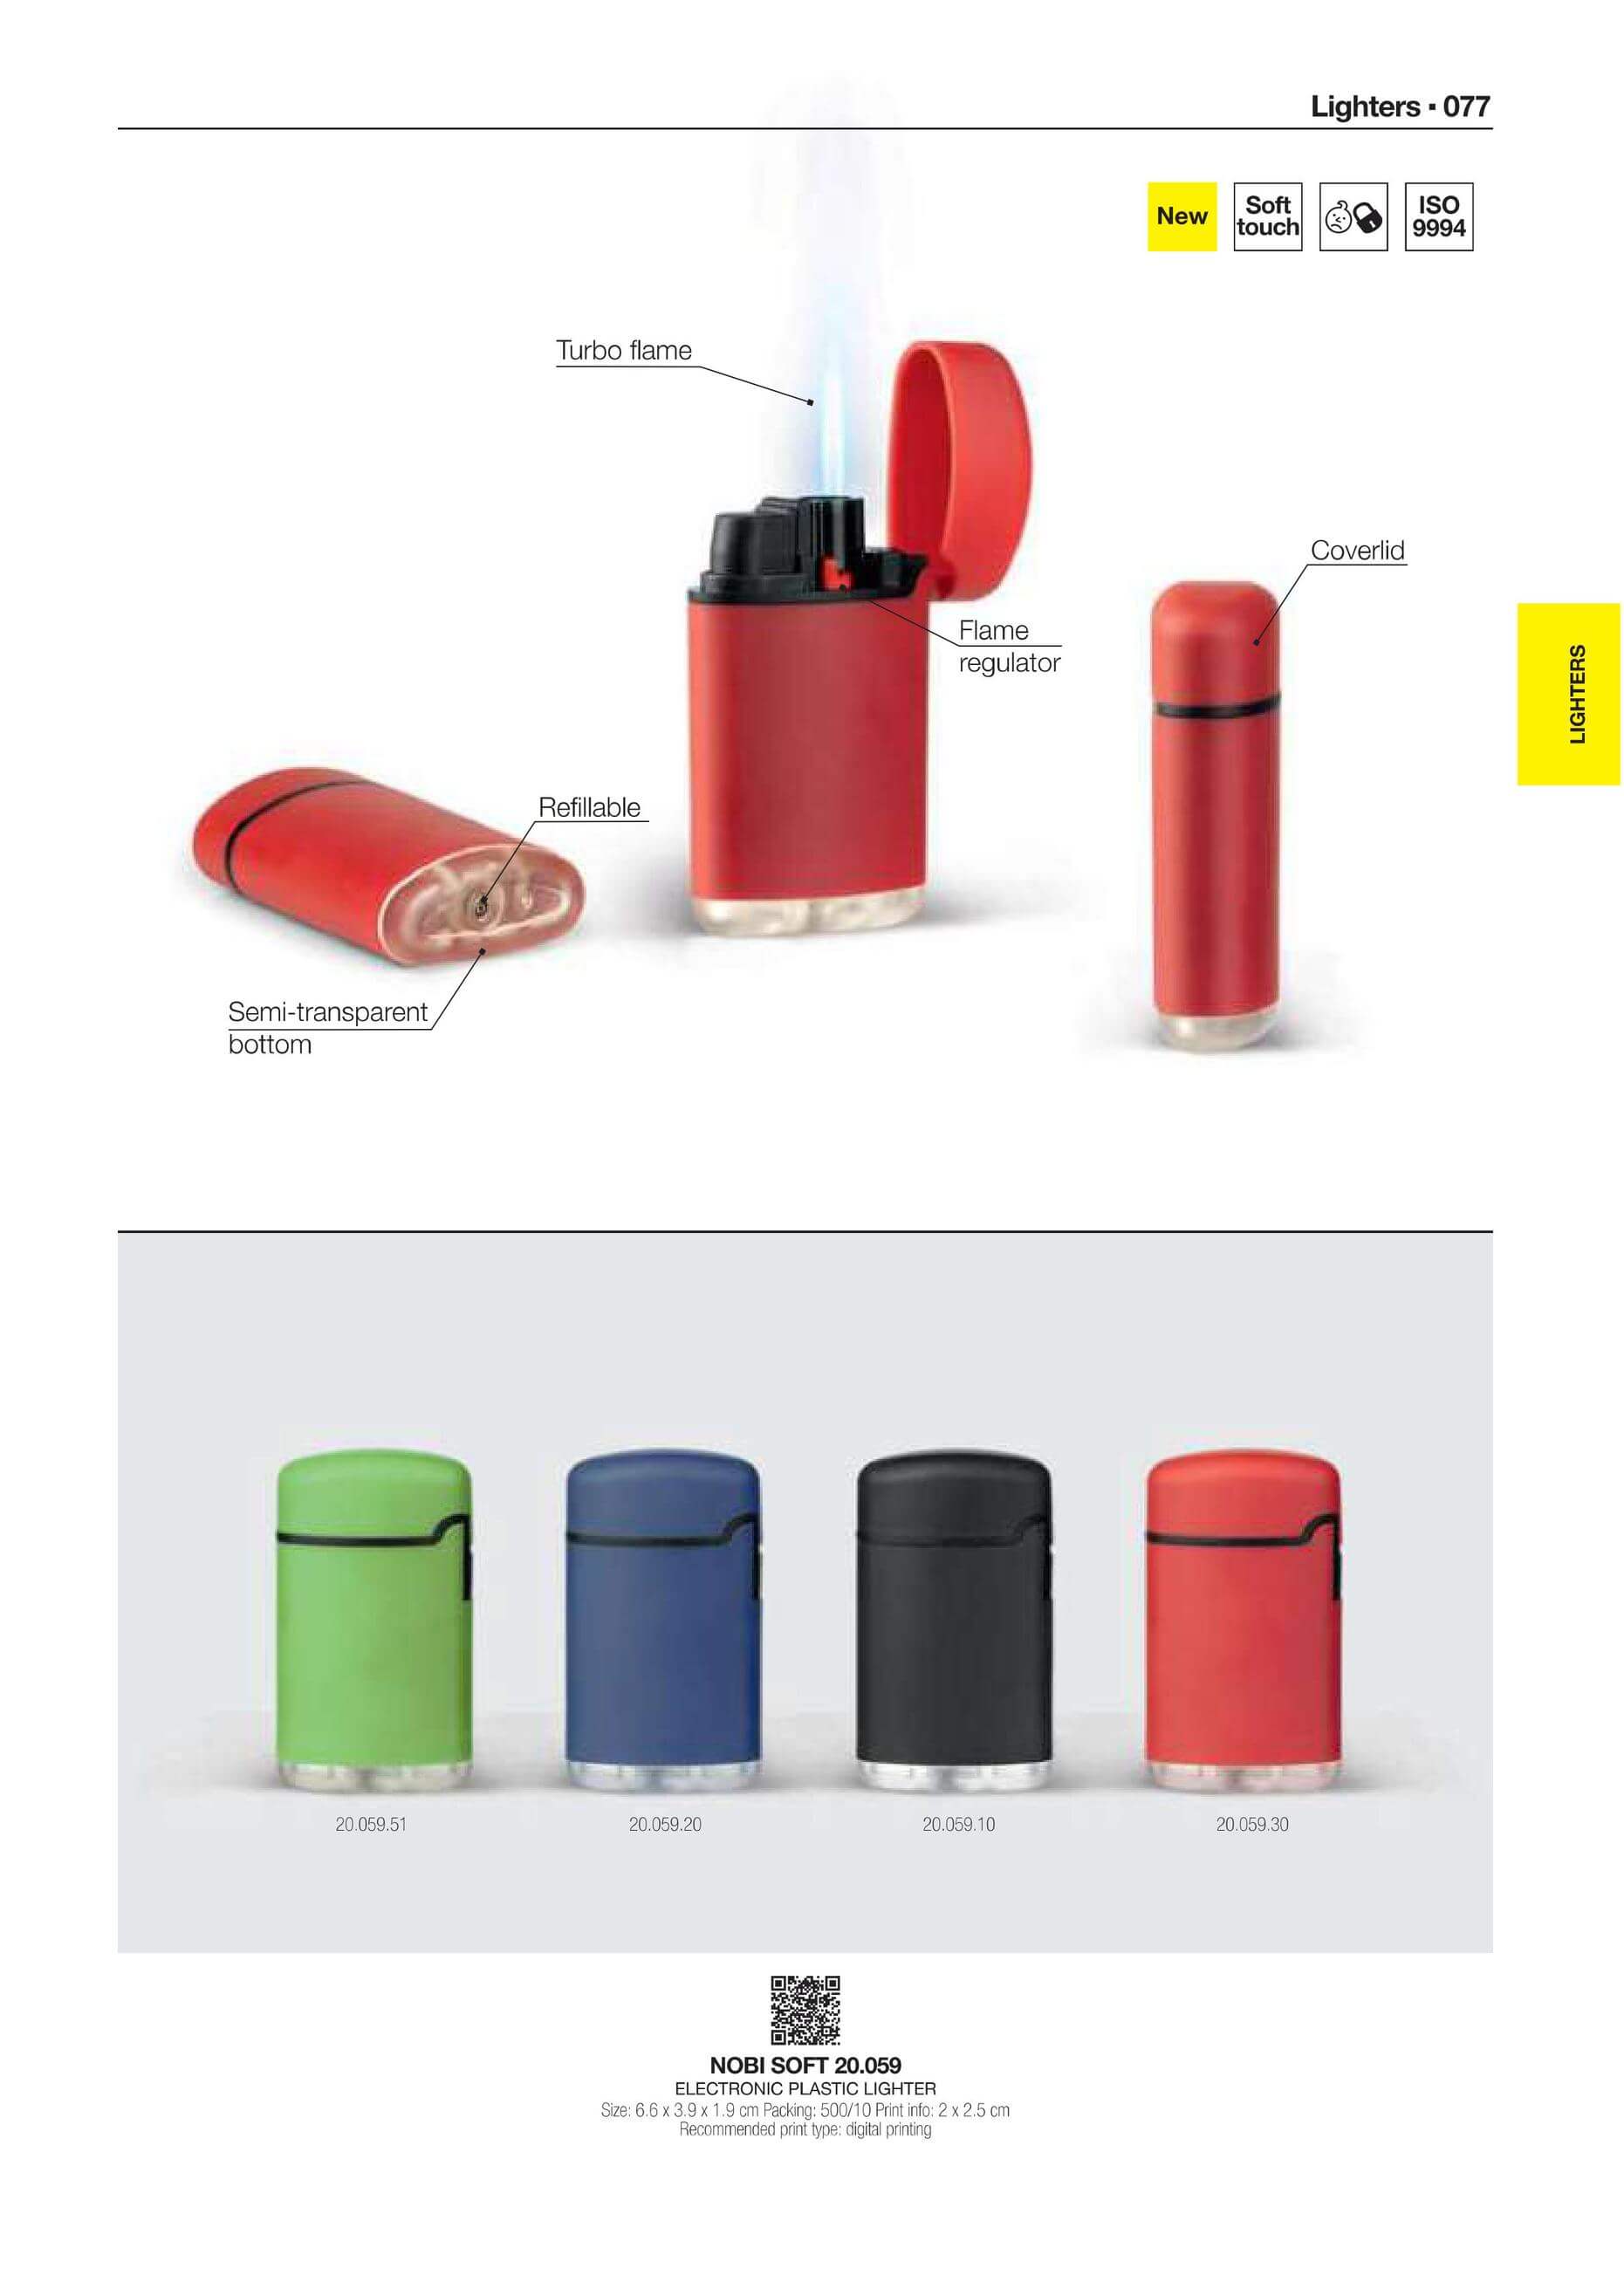 Lighters ▪ 077
New
Soft
touch
ISO
9994
Turbo flame
Coverlid
Flame
regulator
LIGHTERS
Refillable
Semi-transparent
bottom
20.059.51
20.059.20
20.059.10
20.059.30
NOBI SOFT 20.059
ELECTRONIC PLASTIC LIGHTER
Size: 6.6 x 3.9 x 1.9 cm Packing: 500/10 Print info: 2 x 2.5 cm
Recommended print type: digital printing